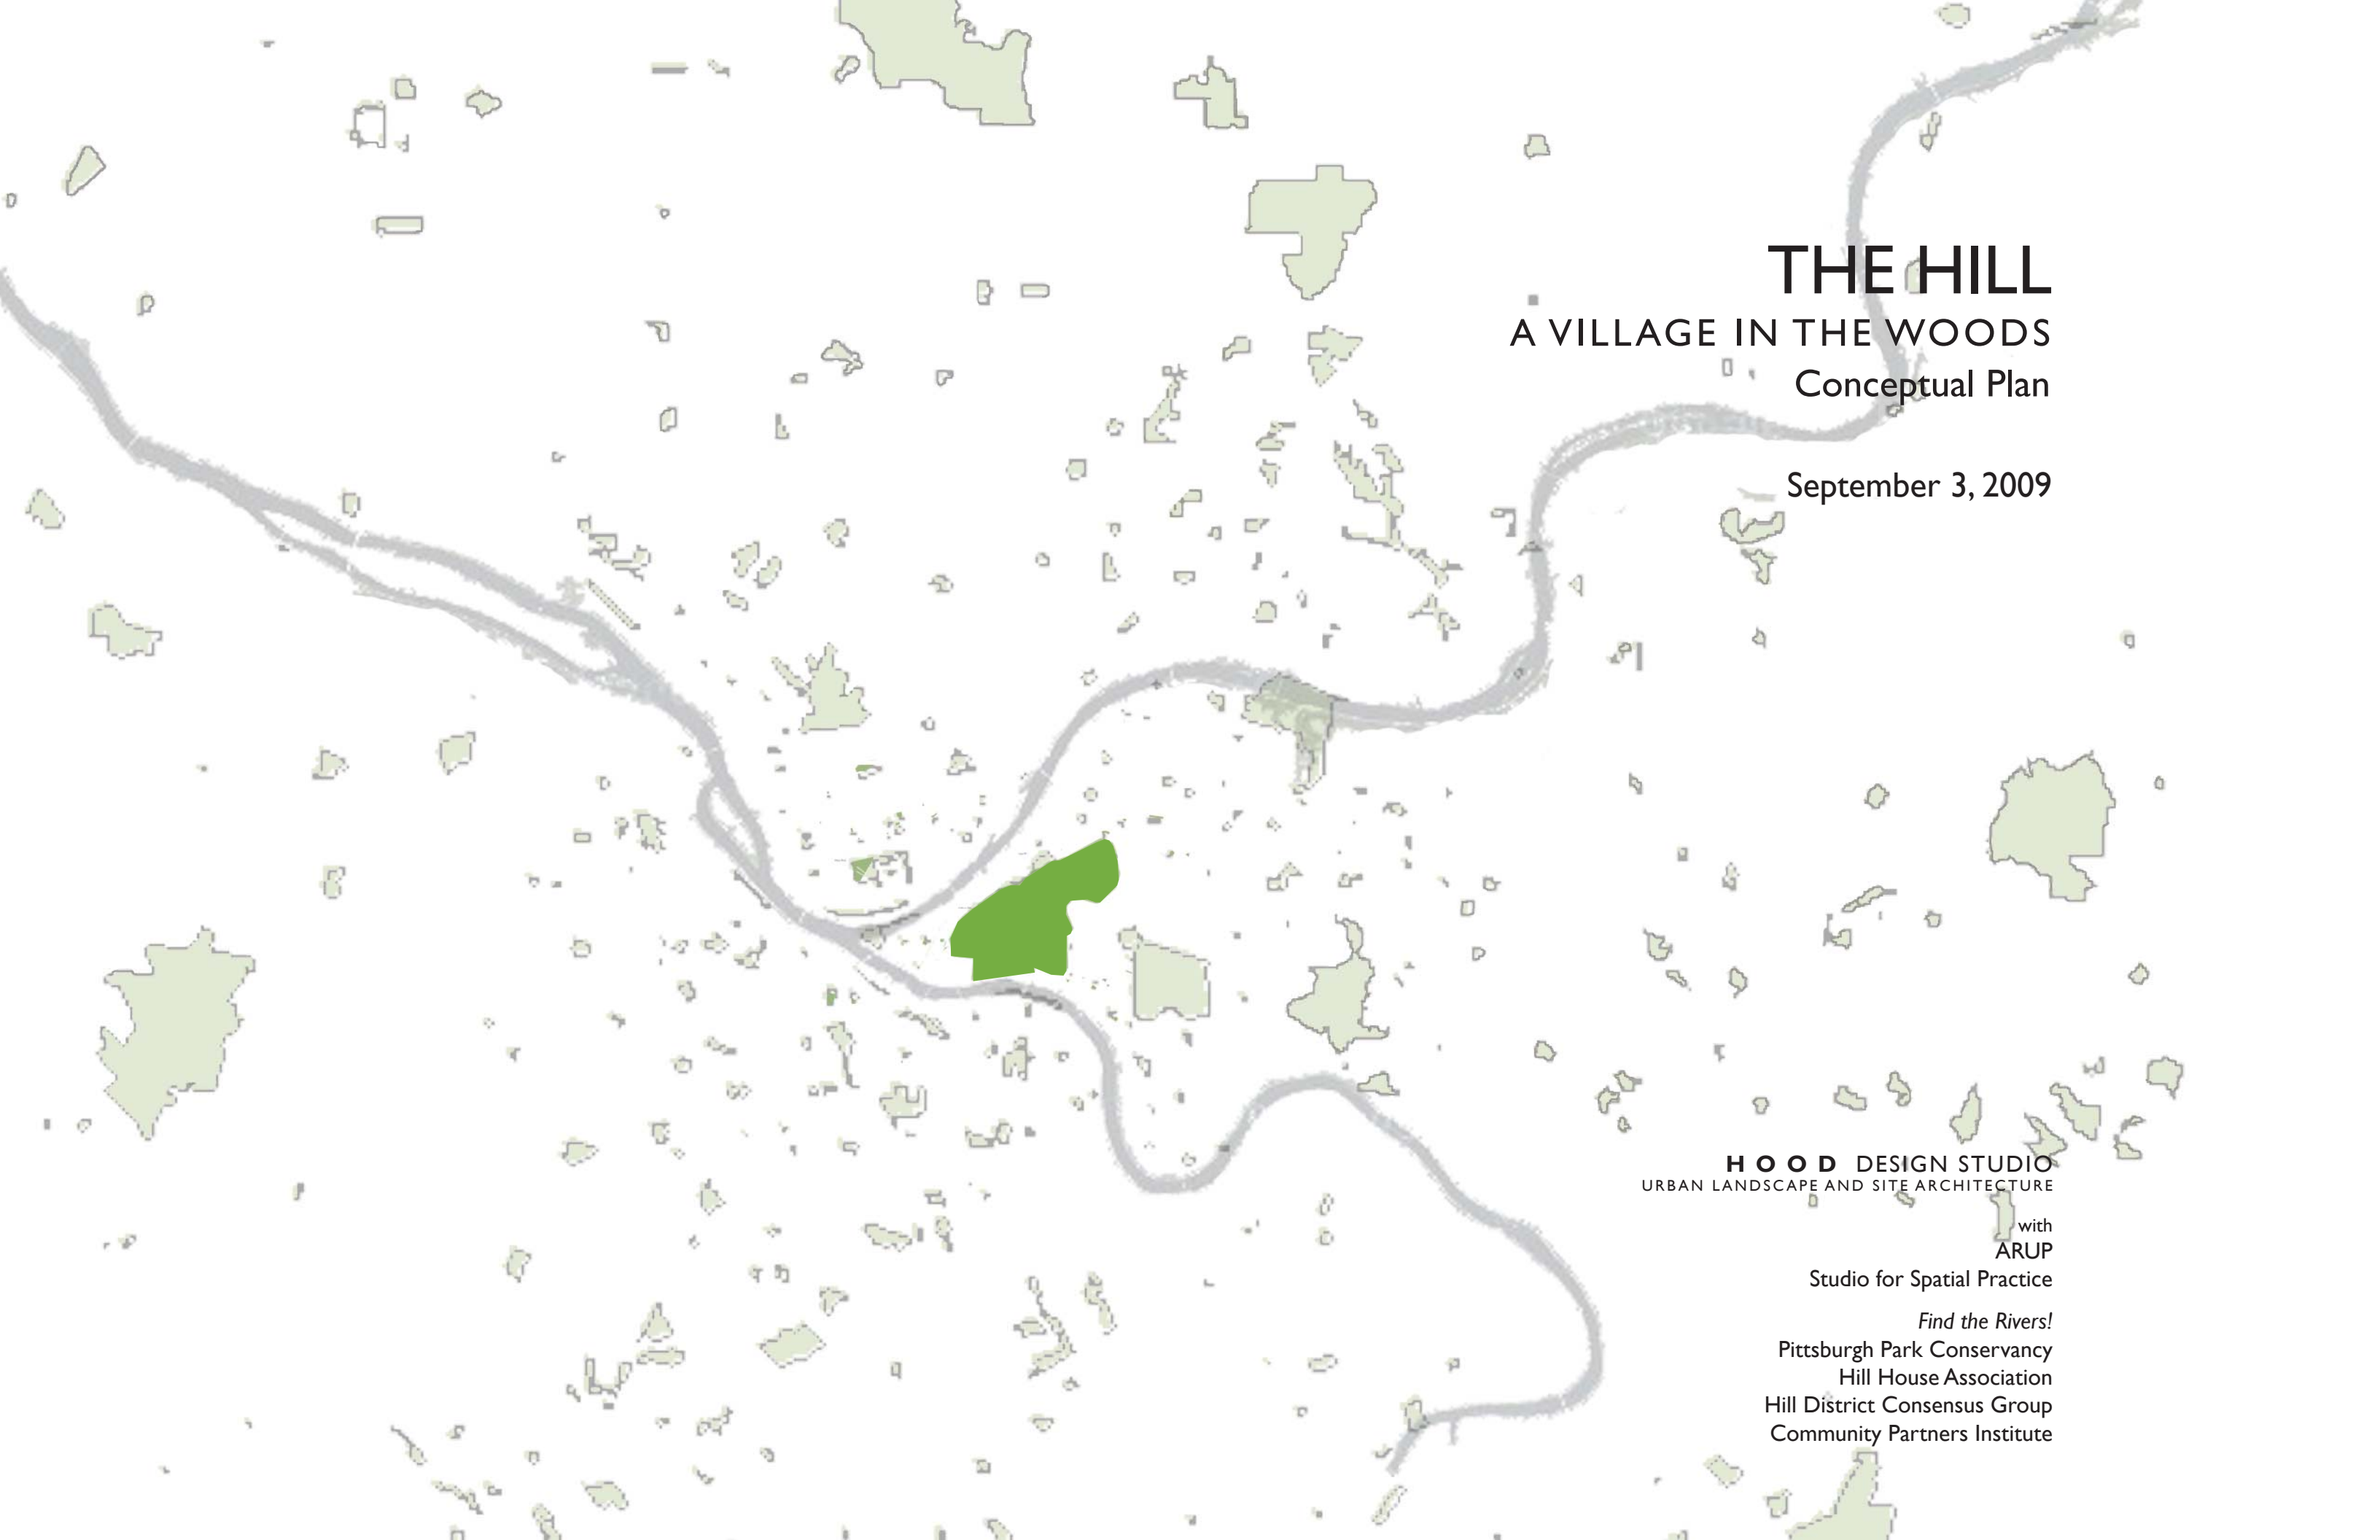 THE HILL
A VILLAGE IN THE WOODS
Conceptual Plan
September 3, 2009
HOOD DESIGN STUDIO
URBAN LANDSCAPE AND SITE ARCHITECTURE
with
ARUP
Studio for Spatial Practice
Find the Rivers!
Pittsburgh Park Conservancy
Hill House Association
Hill District Consensus Group
Community Partners Institute